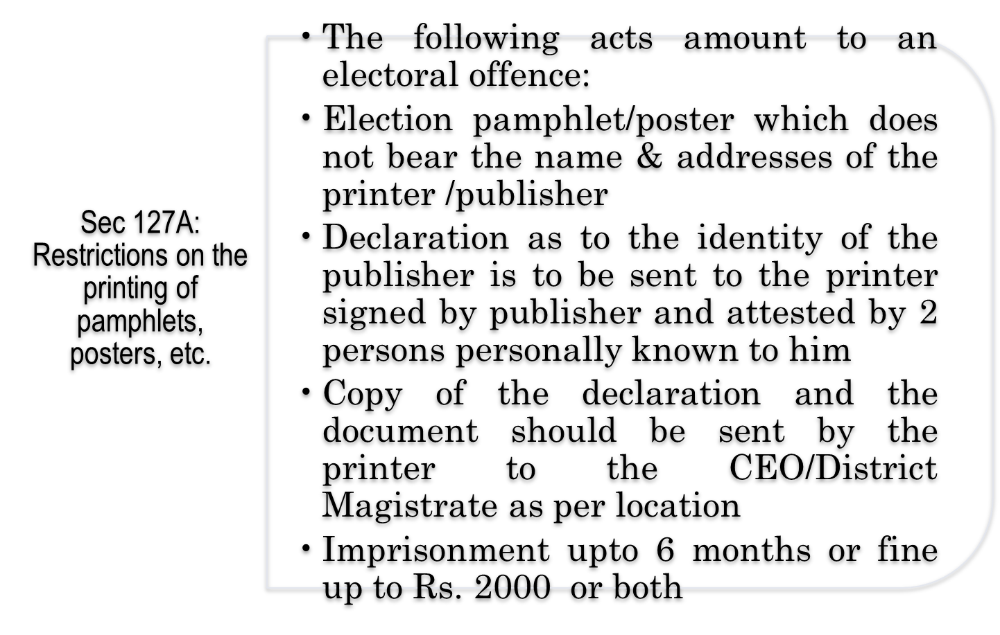 Sec 127A:
Restrictions on the
printing of
pamphlets,
posters, etc.
• The following acts amount to an
electoral offence:
• Election pamphlet/poster which does
not bear the name & addresses of the
printer /publisher
• Declaration as to the identity of the
publisher is to be sent to the printer
signed by publisher and attested by 2
persons personally known to him
• Copy of the declaration and the
document should be sent by the
printer to the CEO/District
Magistrate as per location
• Imprisonment upto 6 months or fine
up to Rs. 2000 or both